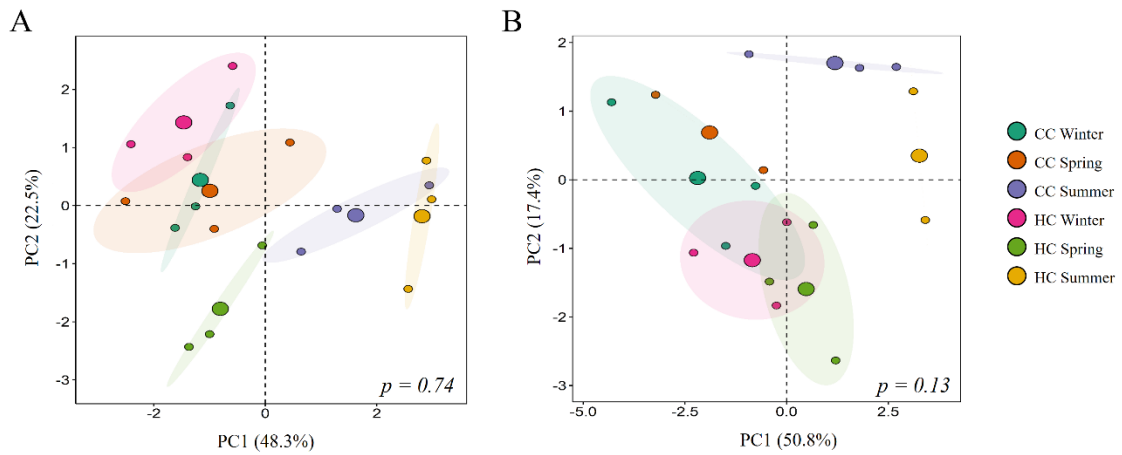 A
B
2
1
0
-1
-2
-3
PC2 (22.5%)
-2
0
2
PC1 (48.3%)
p = 0.74
2
1
0
-1
-2
-3
PC2 (17.4%)
-5.0
-2.5
0.0
2.5
PC1 (50.8%)
p = 0.13
CC Winter
CC Spring
CC Summer
HC Winter
HC Spring
HC Summer